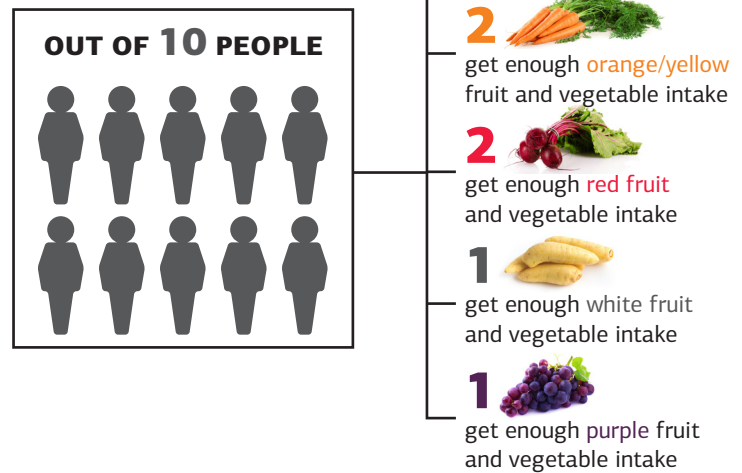 OUT OF 10 PEOPLE
2
get enough orange/yellow
fruit and vegetable intake
2
get enough red fruit
and vegetable intake
1
get enough white fruit
and vegetable intake
1
get enough purple fruit
and vegetable intake